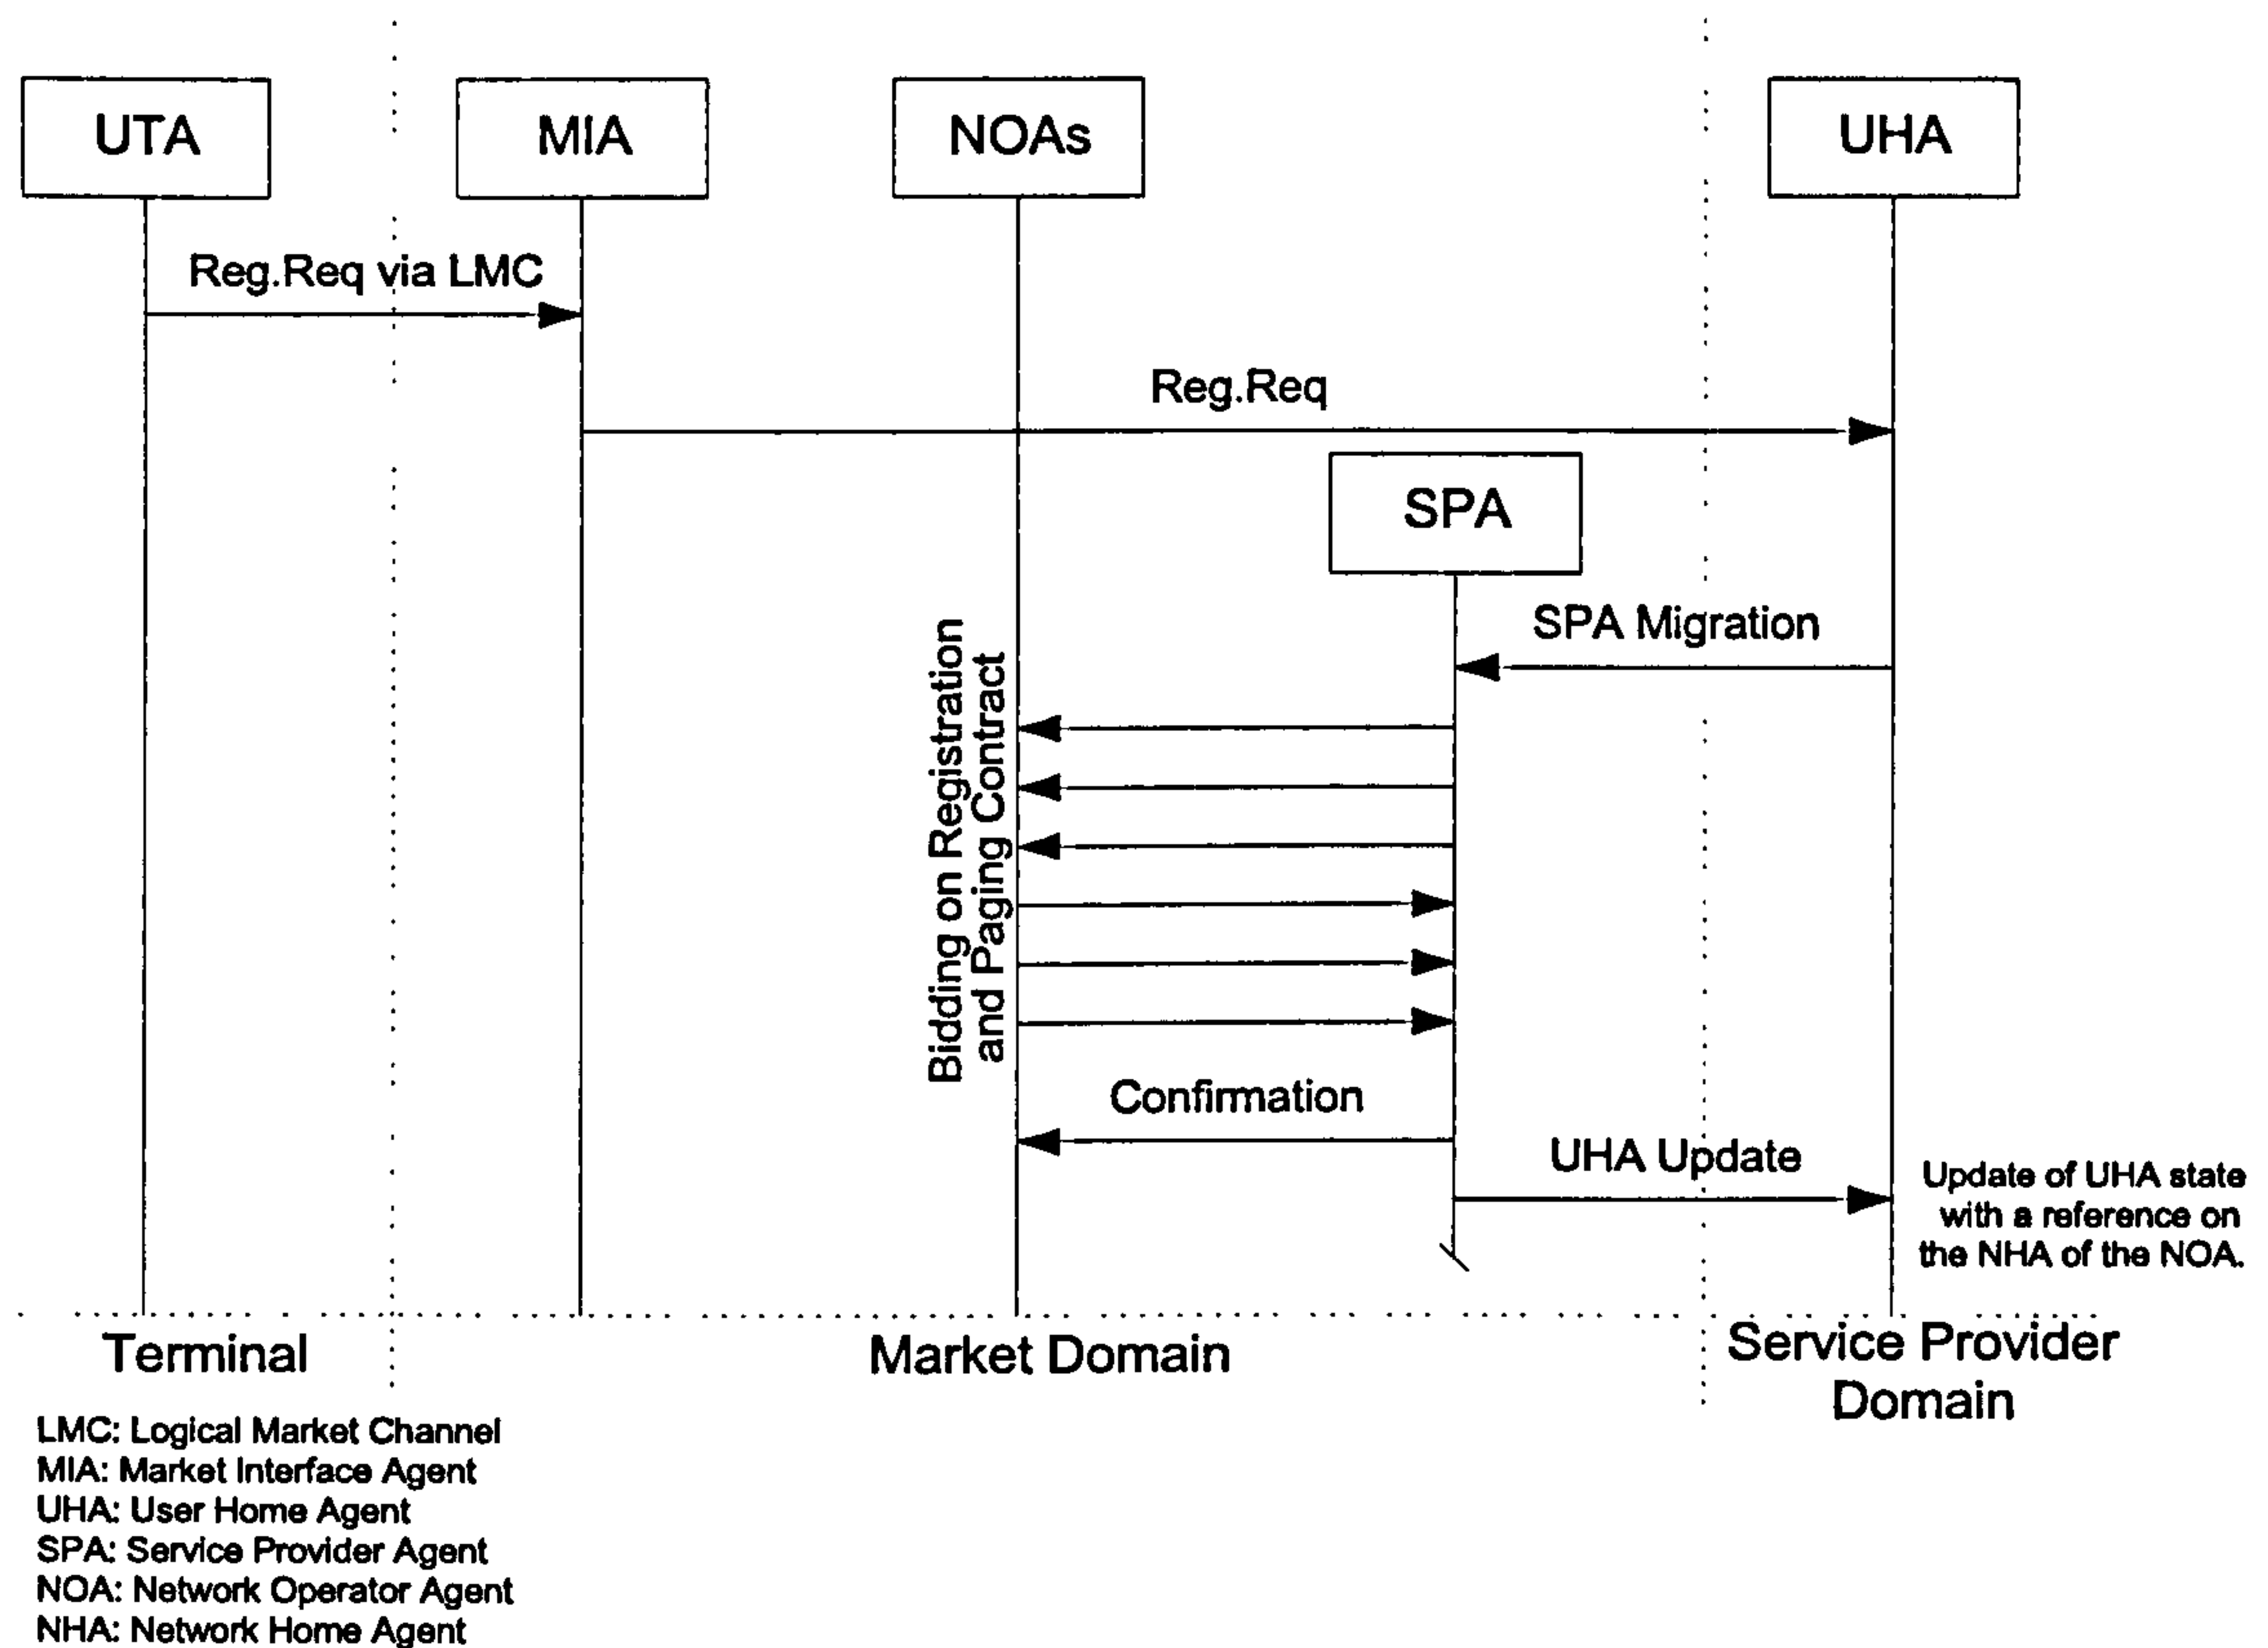 UTA
MIA
NOAs
UHA
Reg.Req via LMC
Reg.Req
SPA
SPA Migration
Bidding on Registration
and Paging Contract
Confirmation
UHA Update
Update of UHA state
with a reference on
the NHA of the NOA.
Terminal
Market Domain
Service Provider
Domain
LMC: Logical Market Channel
MIA: Market Interface Agent
UHA: User Home Agent
SPA: Service Provider Agent
NOA: Network Operator Agent
NHA: Network Home Agent